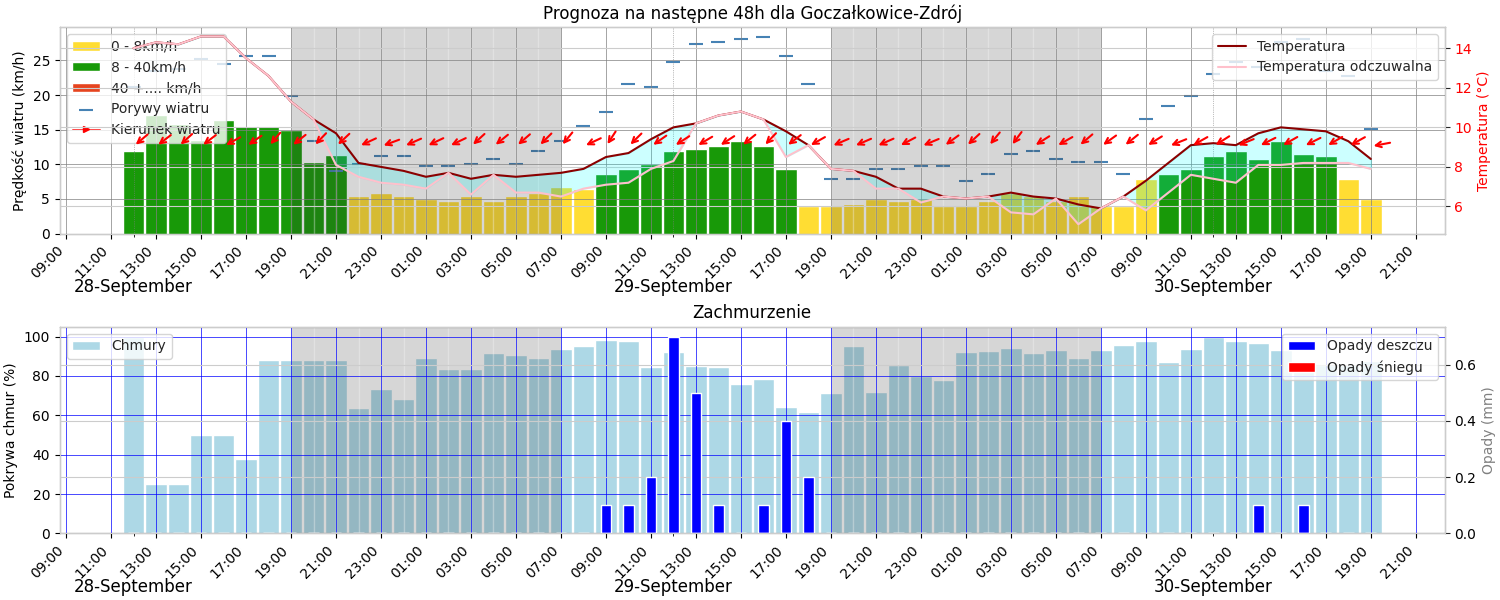 Prognoza na następne 48h dla Goczałkowice-Zdrój
Prędkość wiatru (km/h)
25
20
15
10
5
0
0 - 8km/h
8 - 40km/h
40 + .... km/h
Porywy wiatru
Kierunek wiatru
Temperatura
Temperatura odczuwalna
14
12
10
8
6
Temperatura (°C)
09:00 11:00 13:00 15:00 17:00 19:00 21:00 23:00 01:00 03:00 05:00 07:00 09:00 11:00 13:00 15:00 17:00 19:00 21:00 23:00 01:00 03:00 05:00 07:00 09:00 11:00 13:00 15:00 17:00 19:00 21:00
28-September 29-September 30-September
Zachmurzenie
Pokrywa chmur (%)
100
80
60
40
20
0
Chmury
Opady deszczu
Opady śniegu
0.6
0.4
0.2
0.0
Opady (mm)
09:00 11:00 13:00 15:00 17:00 19:00 21:00 23:00 01:00 03:00 05:00 07:00 09:00 11:00 13:00 15:00 17:00 19:00 21:00 23:00 01:00 03:00 05:00 07:00 09:00 11:00 13:00 15:00 17:00 19:00 21:00
28-September 29-September 30-September